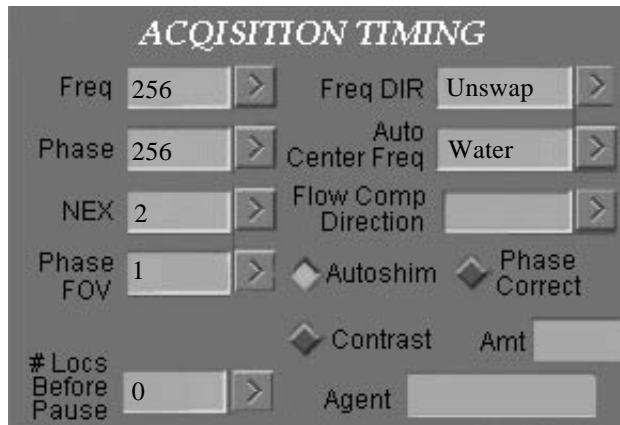 ACQISITION TIMING
Freq 256 > Freq DIR Unswap >
Phase 256 > Auto Center Freq Water >
NEX 2 > Flow Comp Direction >
Phase FOV 1 > Autoshim Phase Correct
Contrast Amt
# Locs Before Pause 0 > Agent